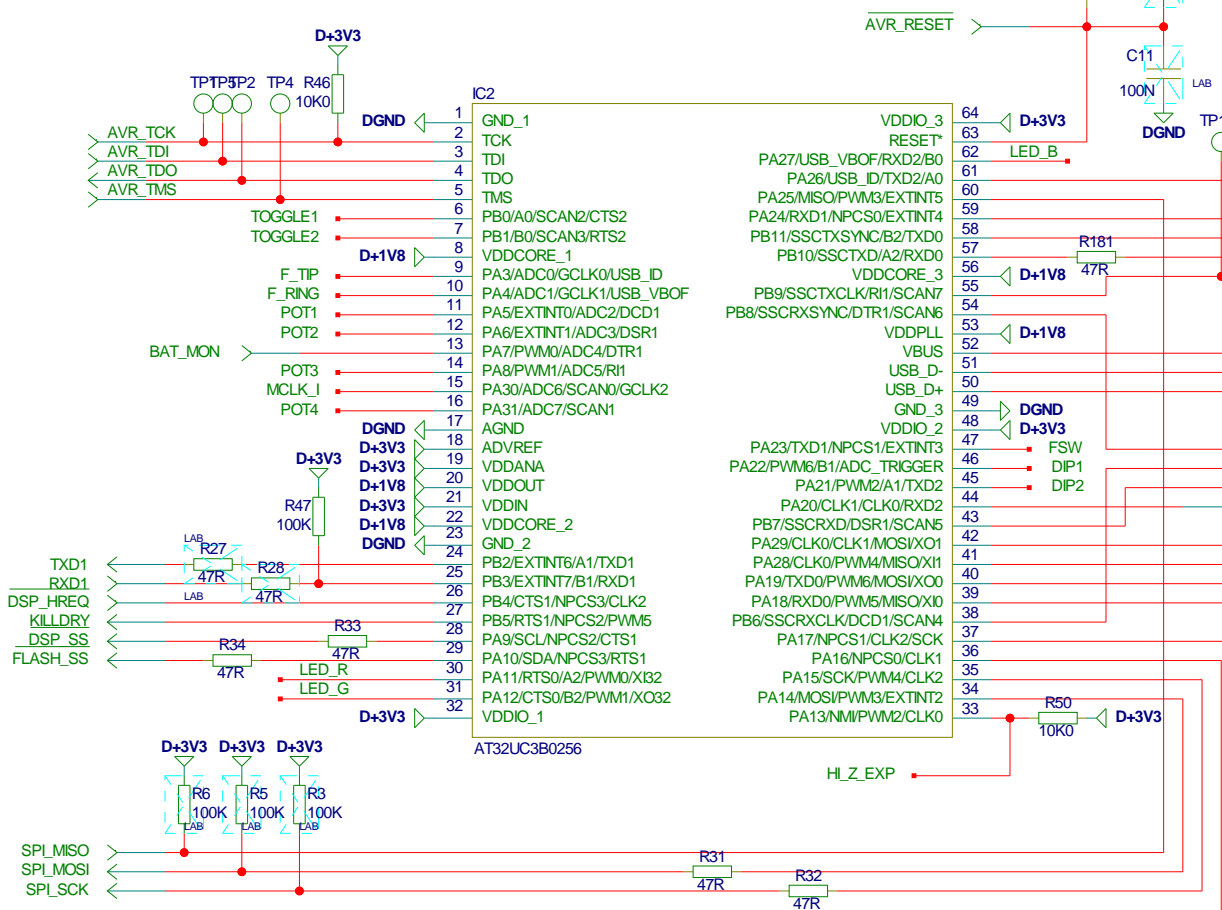 AVR_RESET
C11
100N
LAB
DGND
TP1
D+3V3
TP1
TP5
TP2
TP4
R46
10K0
IC2
AVR_TCK
AVR_TDI
AVR_TDO
AVR_TMS
DGND 1 GND_1
2 TCK
3 TDI
4 TDO
5 TMS
TOGGLE1 6 PB0/A0/SCAN2/CTS2
TOGGLE2 7 PB1/B0/SCAN3/RTS2
D+1V8 8 VDDCORE_1
F_TIP 9 PA3/ADC0/GCLK0/USB_ID
F_RING 10 PA4/ADC1/GCLK1/USB_VBOF
POT1 11 PA5/EXTINT0/ADC2/DCD1
POT2 12 PA6/EXTINT1/ADC3/DSR1
BAT_MON 13 PA7/PWM0/ADC4/DTR1
POT3 14 PA8/PWM1/ADC5/RI1
MCLK_I 15 PA30/ADC6/SCAN0/GCLK2
POT4 16 PA31/ADC7/SCAN1
DGND 17 AGND
D+3V3 18 ADVREF
D+3V3 19 VDDANA
D+1V8 20 VDDOUT
D+3V3 21 VDDIN
D+1V8 22 VDDCORE_2
DGND 23 GND_2
24 PB2/EXTINT6/A1/TXD1
25 PB3/EXTINT7/B1/RXD1
26 PB4/CTS1/NPCS3/CLK2
27 PB5/RTS1/NPCS2/PWM5
28 PA9/SCL/NPCS2/CTS1
29 PA10/SDA/NPCS3/RTS1
LED_R 30 PA11/RTS0/A2/PWM0/XI32
LED_G 31 PA12/CTS0/B2/PWM1/XO32
D+3V3 32 VDDIO_1
D+3V3
R47
100K
LAB
R27
47R
R28
47R
LAB
TXD1
RXD1
DSP_HREQ
KILLDRY
DSP_SS
FLASH_SS
R33
47R
R34
47R
VDDIO_3 64 D+3V3
RESET* 63
PA27/USB_VBOF/RXD2/B0 62 LED_B
PA26/USB_ID/TXD2/A0 61
PA25/MISO/PWM3/EXTINT5 60
PA24/RXD1/NPCS0/EXTINT4 59
PB11/SSCTXSYNC/B2/TXD0 58
PB10/SSCTXD/A2/RXD0 57
R181
47R
VDDCORE_3 56 D+1V8
PB9/SSCTXCLK/RI1/SCAN7 55
PB8/SSCRXSYNC/DTR1/SCAN6 54
VDDPLL 53 D+1V8
VBUS 52
USB_D- 51
USB_D+ 50
GND_3 49 DGND
VDDIO_2 48 D+3V3
PA23/TXD1/NPCS1/EXTINT3 47 FSW
PA22/PWM6/B1/ADC_TRIGGER 46 DIP1
PA21/PWM2/A1/TXD2 45 DIP2
PA20/CLK1/CLK0/RXD2 44
PB7/SSCRXD/DSR1/SCAN5 43
PA29/CLK0/CLK1/MOSI/XO1 42
PA28/CLK0/PWM4/MISO/XI1 41
PA19/TXD0/PWM6/MOSI/XO0 40
PA18/RXD0/PWM5/MISO/XI0 39
PB6/SSCRXCLK/DCD1/SCAN4 38
PA17/NPCS1/CLK2/SCK 37
PA16/NPCS0/CLK1 36
PA15/SCK/PWM4/CLK2 35
PA14/MOSI/PWM3/EXTINT2 34
PA13/NMI/PWM2/CLK0 33
R50
10K0
D+3V3
AT32UC3B0256
HI_Z_EXP
D+3V3 D+3V3 D+3V3
R6 R5 R3
100K 100K 100K
LAB LAB LAB
SPI_MISO
SPI_MOSI
SPI_SCK
R31
47R
R32
47R